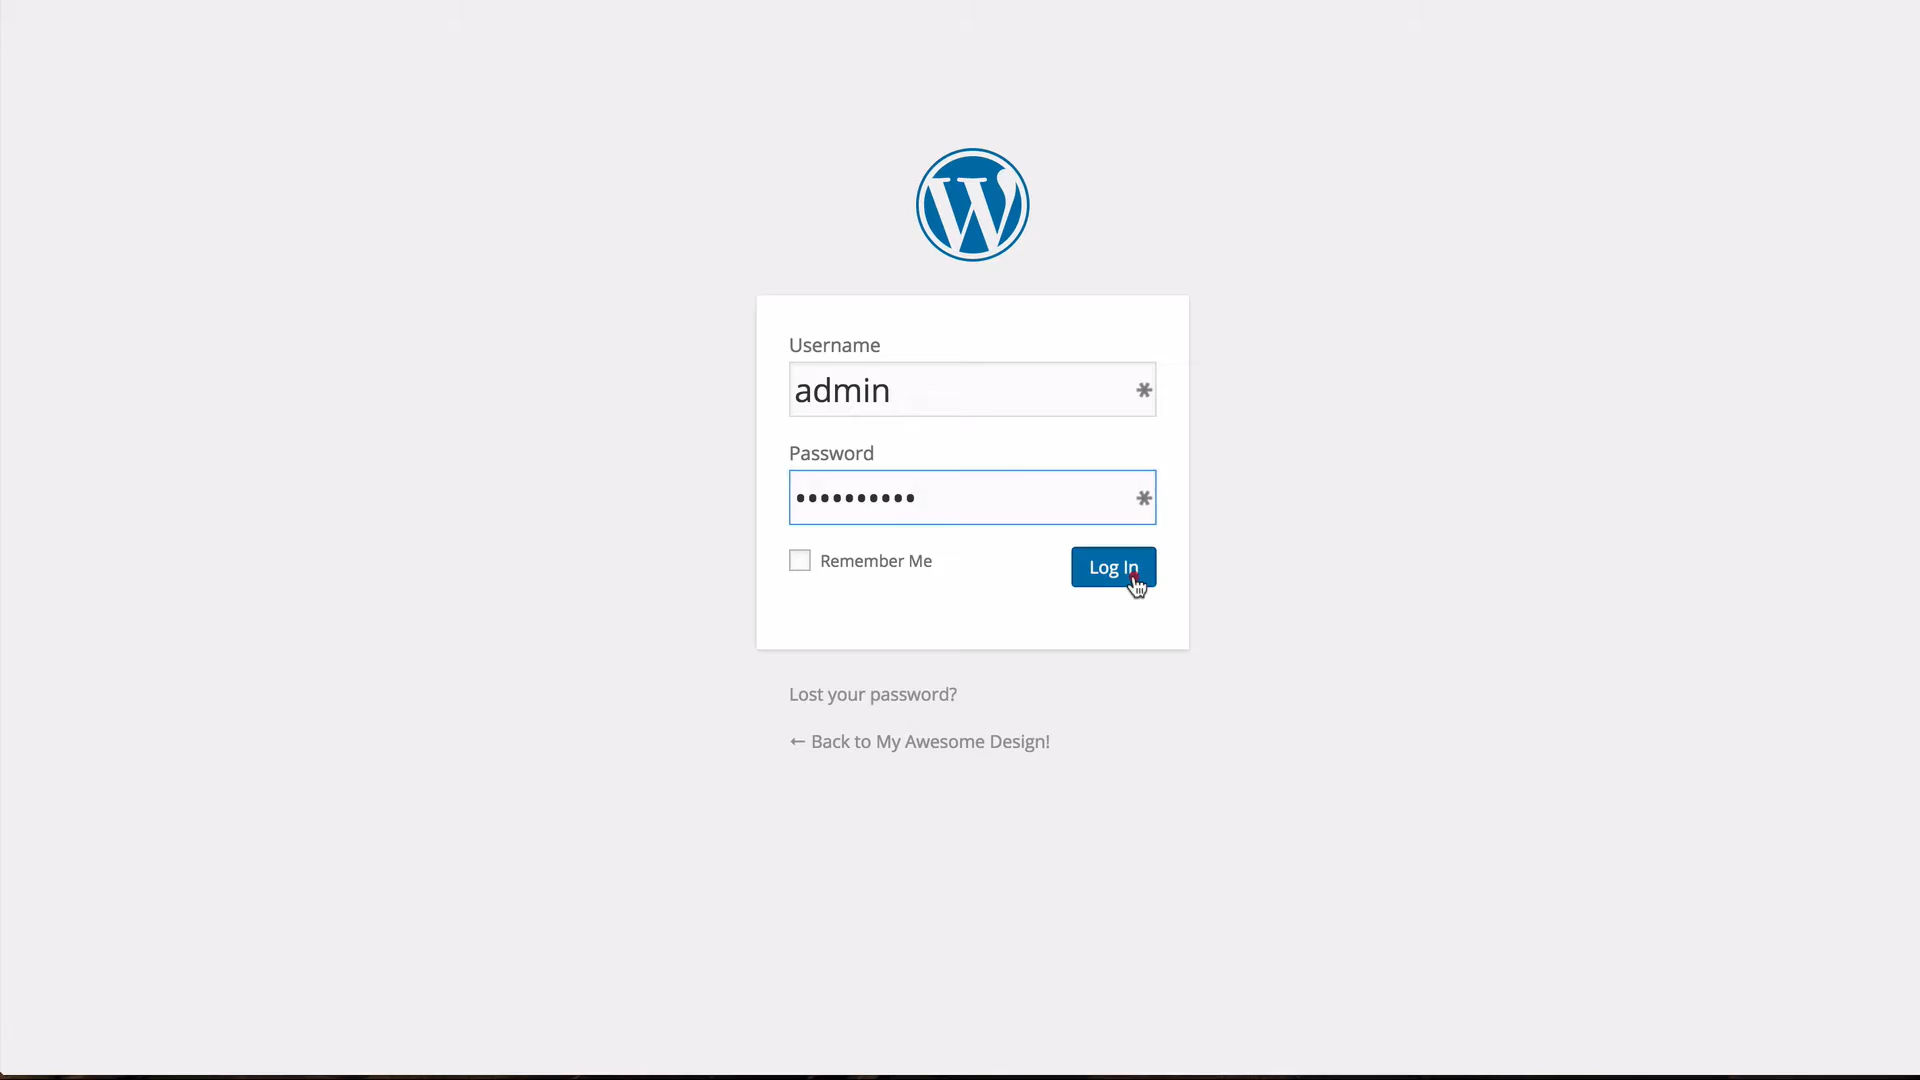 Username
admin
Password
••••••••••
Remember Me
Log In
Lost your password?
← Back to My Awesome Design!